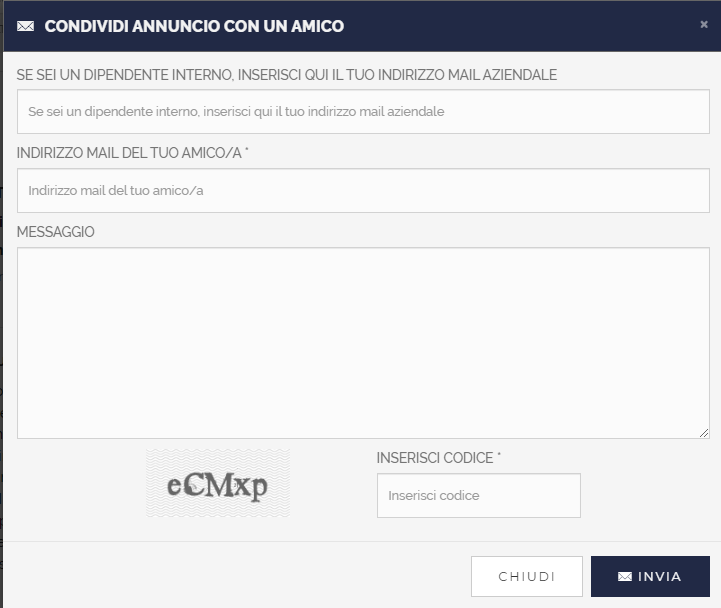 CONDIVIDI ANNUNCIO CON UN AMICO
×
SE SEI UN DIPENDENTE INTERNO, INSERISCI QUI IL TUO INDIRIZZO MAIL AZIENDALE
Se sei un dipendente interno, inserisci qui il tuo indirizzo mail aziendale
INDIRIZZO MAIL DEL TUO AMICO/A *
Indirizzo mail del tuo amico/a
MESSAGGIO
eCMxp
INSERISCI CODICE *
Inserisci codice
CHIUDI
INVIA